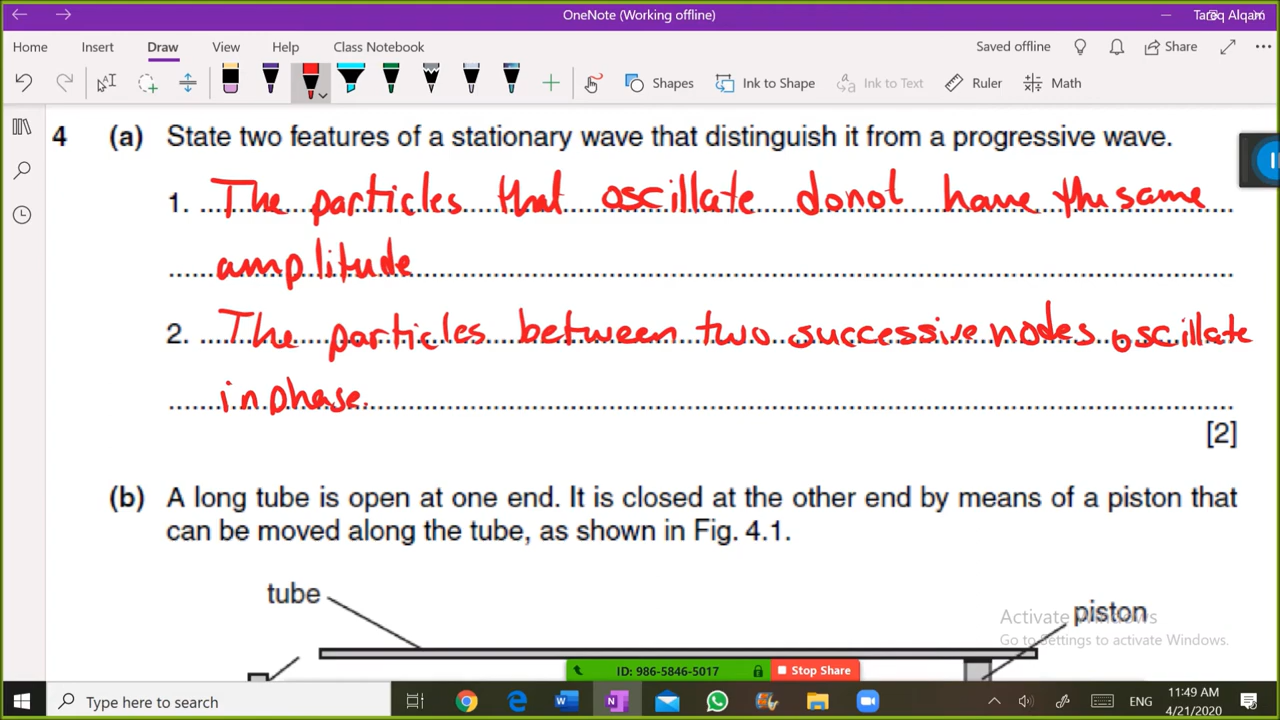 OneNote (Working offline)
Tareq Alqam
Home Insert Draw View Help Class Notebook Saved offline Share
Shapes Ink to Shape Ink to Text Ruler Math
4 (a) State two features of a stationary wave that distinguish it from a progressive wave.
1. The particles that oscillate donot have the same
amplitude
2. The particles between two successive nodes oscillate
in phase.
[2]
(b) A long tube is open at one end. It is closed at the other end by means of a piston that
can be moved along the tube, as shown in Fig. 4.1.
tube
piston
Activate Windows
Go to Settings to activate Windows.
ID: 986-5846-5017 Stop Share
Type here to search
ENG
11:49 AM
4/21/2020